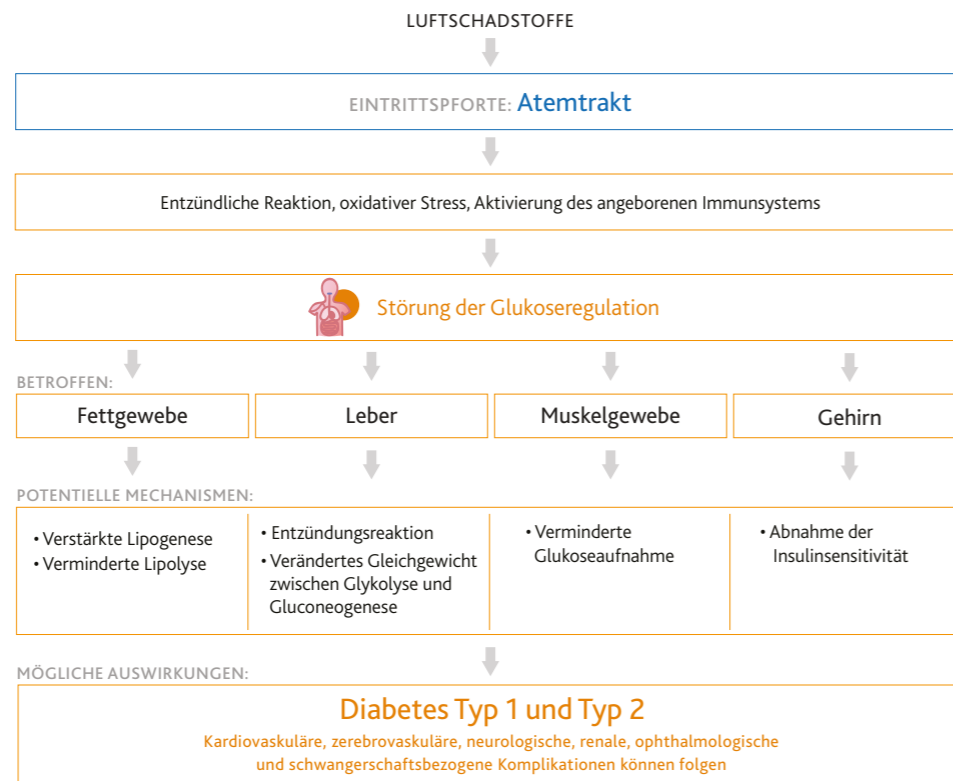 LUFTSCHADSTOFFE
EINTRITTSPFORTE: Atemtrakt
Entzündliche Reaktion, oxidativer Stress, Aktivierung des angeborenen Immunsystems
Störung der Glukoseregulation
BETROFFEN:
Fettgewebe
Leber
Muskelgewebe
Gehirn
POTENTIELLE MECHANISMEN:
• Verstärkte Lipogenese
• Verminderte Lipolyse
• Entzündungsreaktion
• Verändertes Gleichgewicht
zwischen Glykolyse und
Gluconeogenese
• Verminderte
Glukoseaufnahme
• Abnahme der
Insulinsensitivität
MÖGLICHE AUSWIRKUNGEN:
Diabetes Typ 1 und Typ 2
Kardiovaskuläre, zerebrovaskuläre, neurologische, renale, ophthalmologische
und schwangerschaftsbezogene Komplikationen können folgen